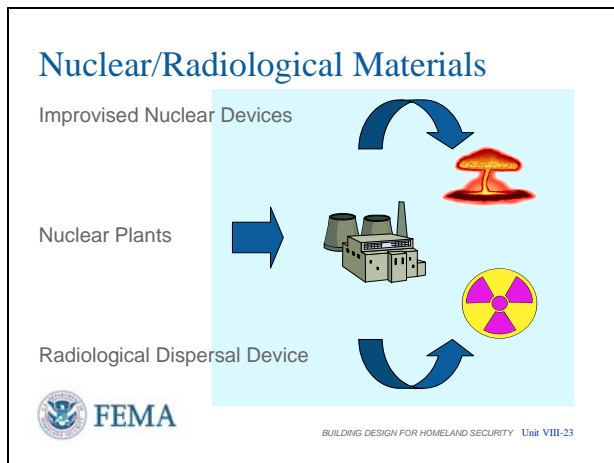 Nuclear/Radiological Materials
Improvised Nuclear Devices
Nuclear Plants
Radiological Dispersal Device
FEMA
BUILDING DESIGN FOR HOMELAND SECURITY Unit VIII-23